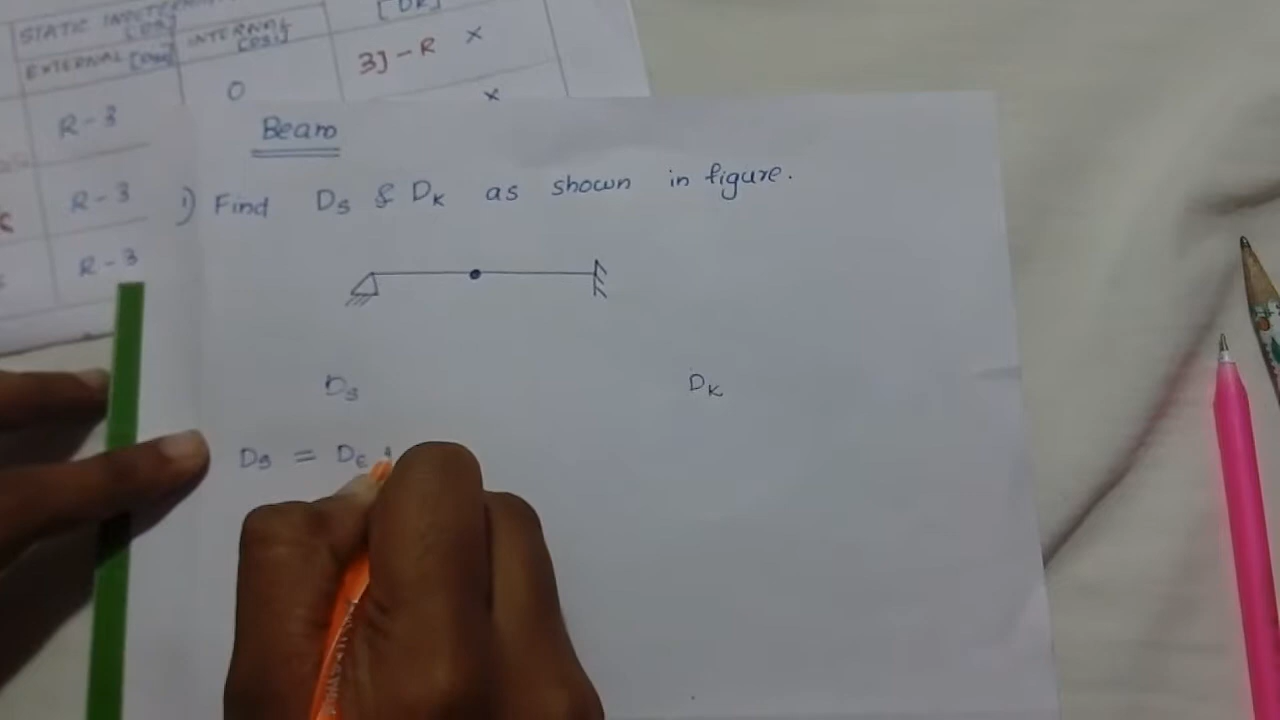 STATIC
EXTERNAL
INTERNAL
[DK]
3J - R ×
R - 3
0
×
R - 3
R - 3
Beam
1) Find Ds & DK as shown in figure.
Ds
DK
Ds = DE +